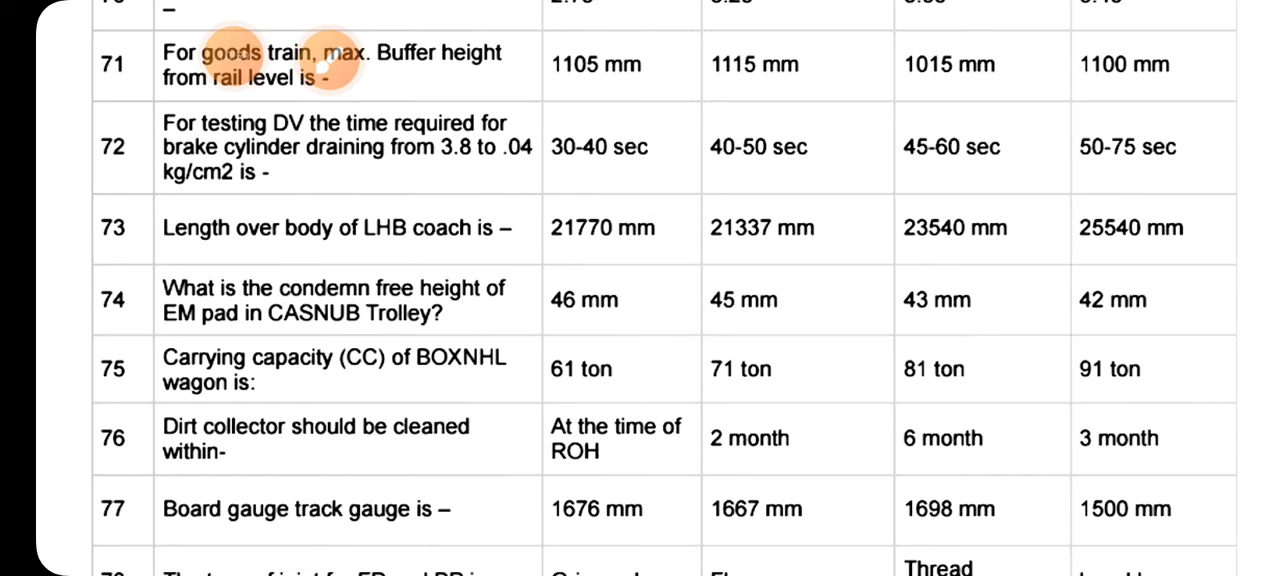 –
71
For goods train, max. Buffer height
from rail level is -
1105 mm
1115 mm
1015 mm
1100 mm
72
For testing DV the time required for
brake cylinder draining from 3.8 to .04
kg/cm2 is -
30-40 sec
40-50 sec
45-60 sec
50-75 sec
73
Length over body of LHB coach is –
21770 mm
21337 mm
23540 mm
25540 mm
74
What is the condemn free height of
EM pad in CASNUB Trolley?
46 mm
45 mm
43 mm
42 mm
75
Carrying capacity (CC) of BOXNHL
wagon is:
61 ton
71 ton
81 ton
91 ton
76
Dirt collector should be cleaned
within-
At the time of
ROH
2 month
6 month
3 month
77
Board gauge track gauge is –
1676 mm
1667 mm
1698 mm
1500 mm
Thread